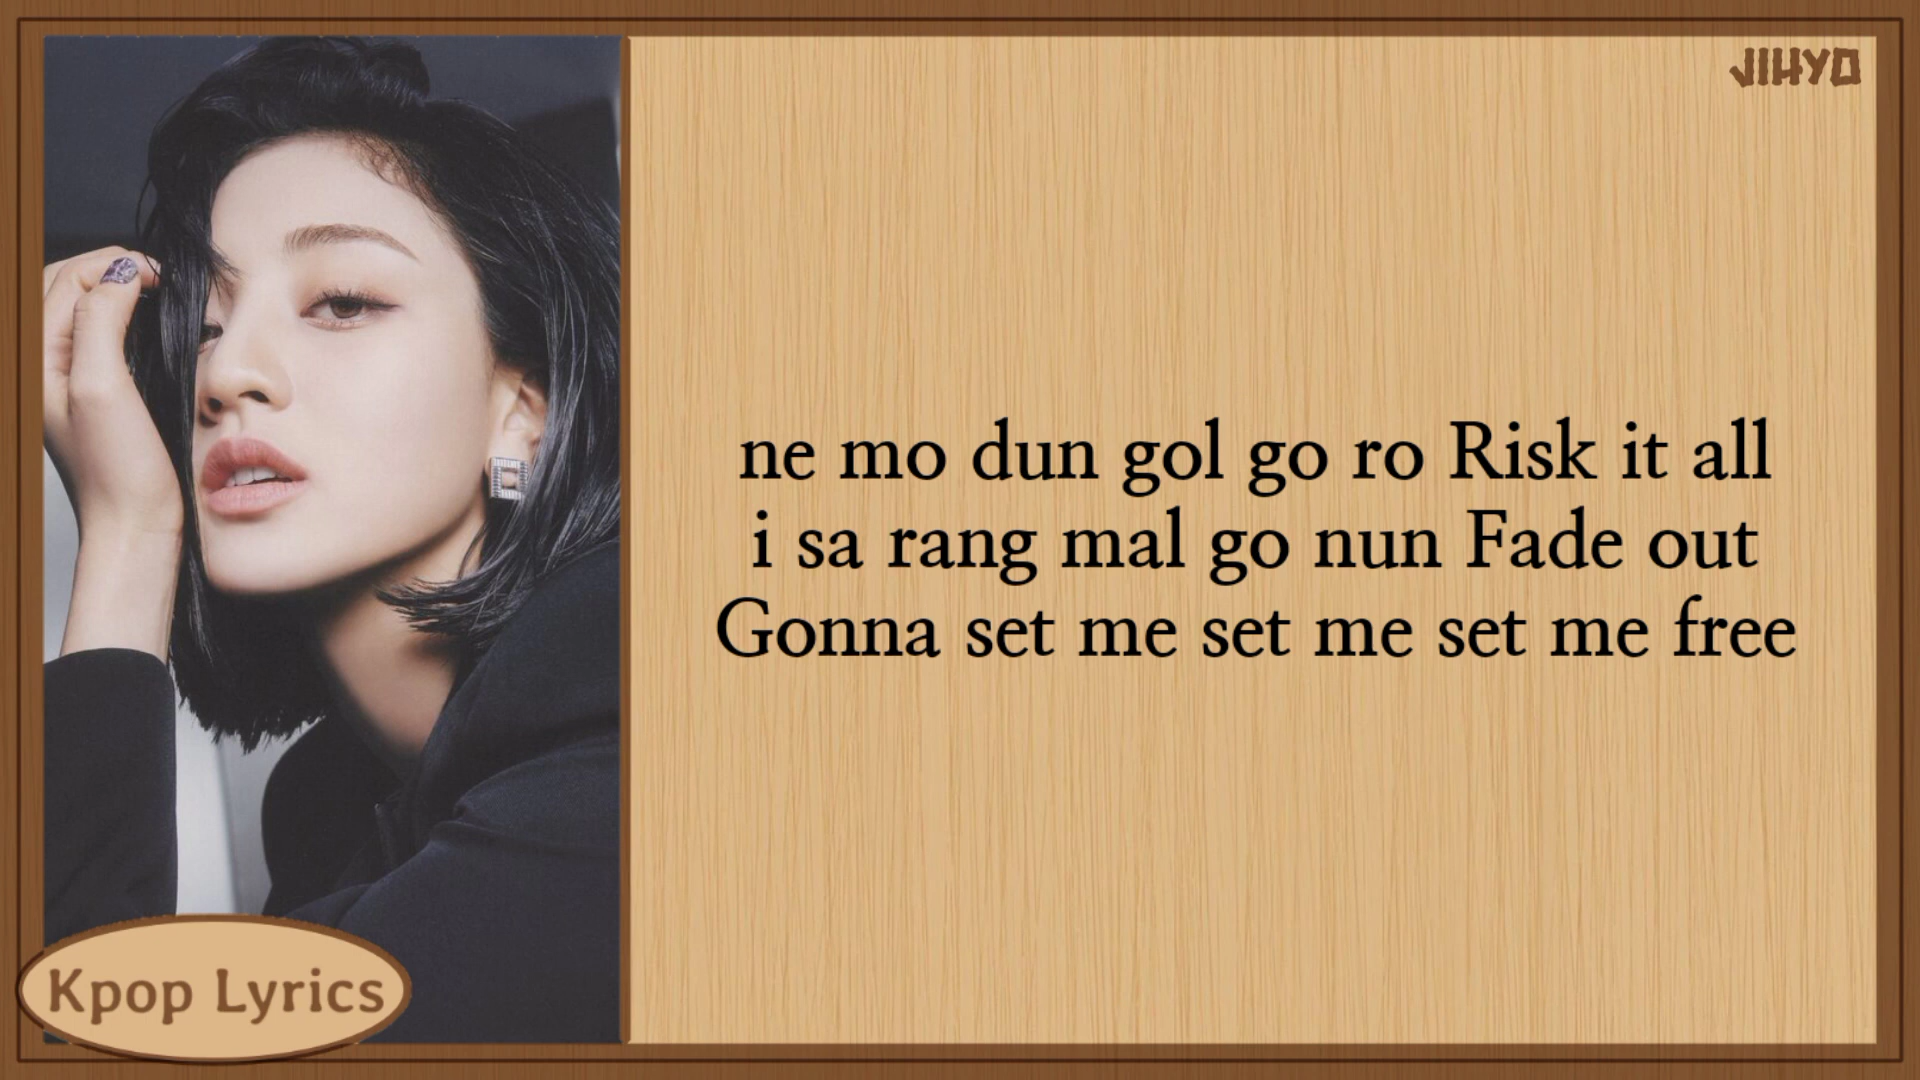 JIHYO
ne mo dun gol go ro Risk it all
i sa rang mal go nun Fade out
Gonna set me set me set me free
Kpop Lyrics